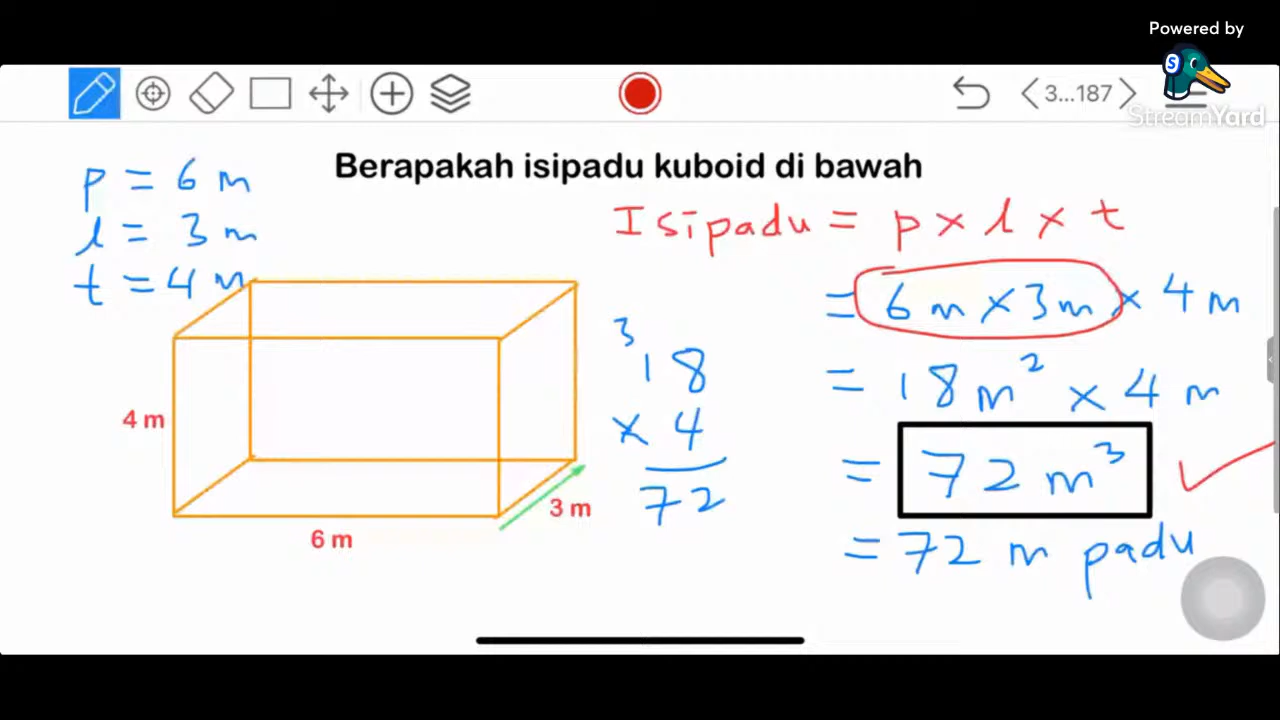 Powered by
StreamYard
3...187
Berapakah isipadu kuboid di bawah
p = 6 m
l = 3 m
t = 4 m
Isipadu = p x l x t
= 6 m x 3 m x 4 m
= 18 m² x 4 m
= 72 m³
= 72 m padu
3
18
x 4
72
4 m
3 m
6 m